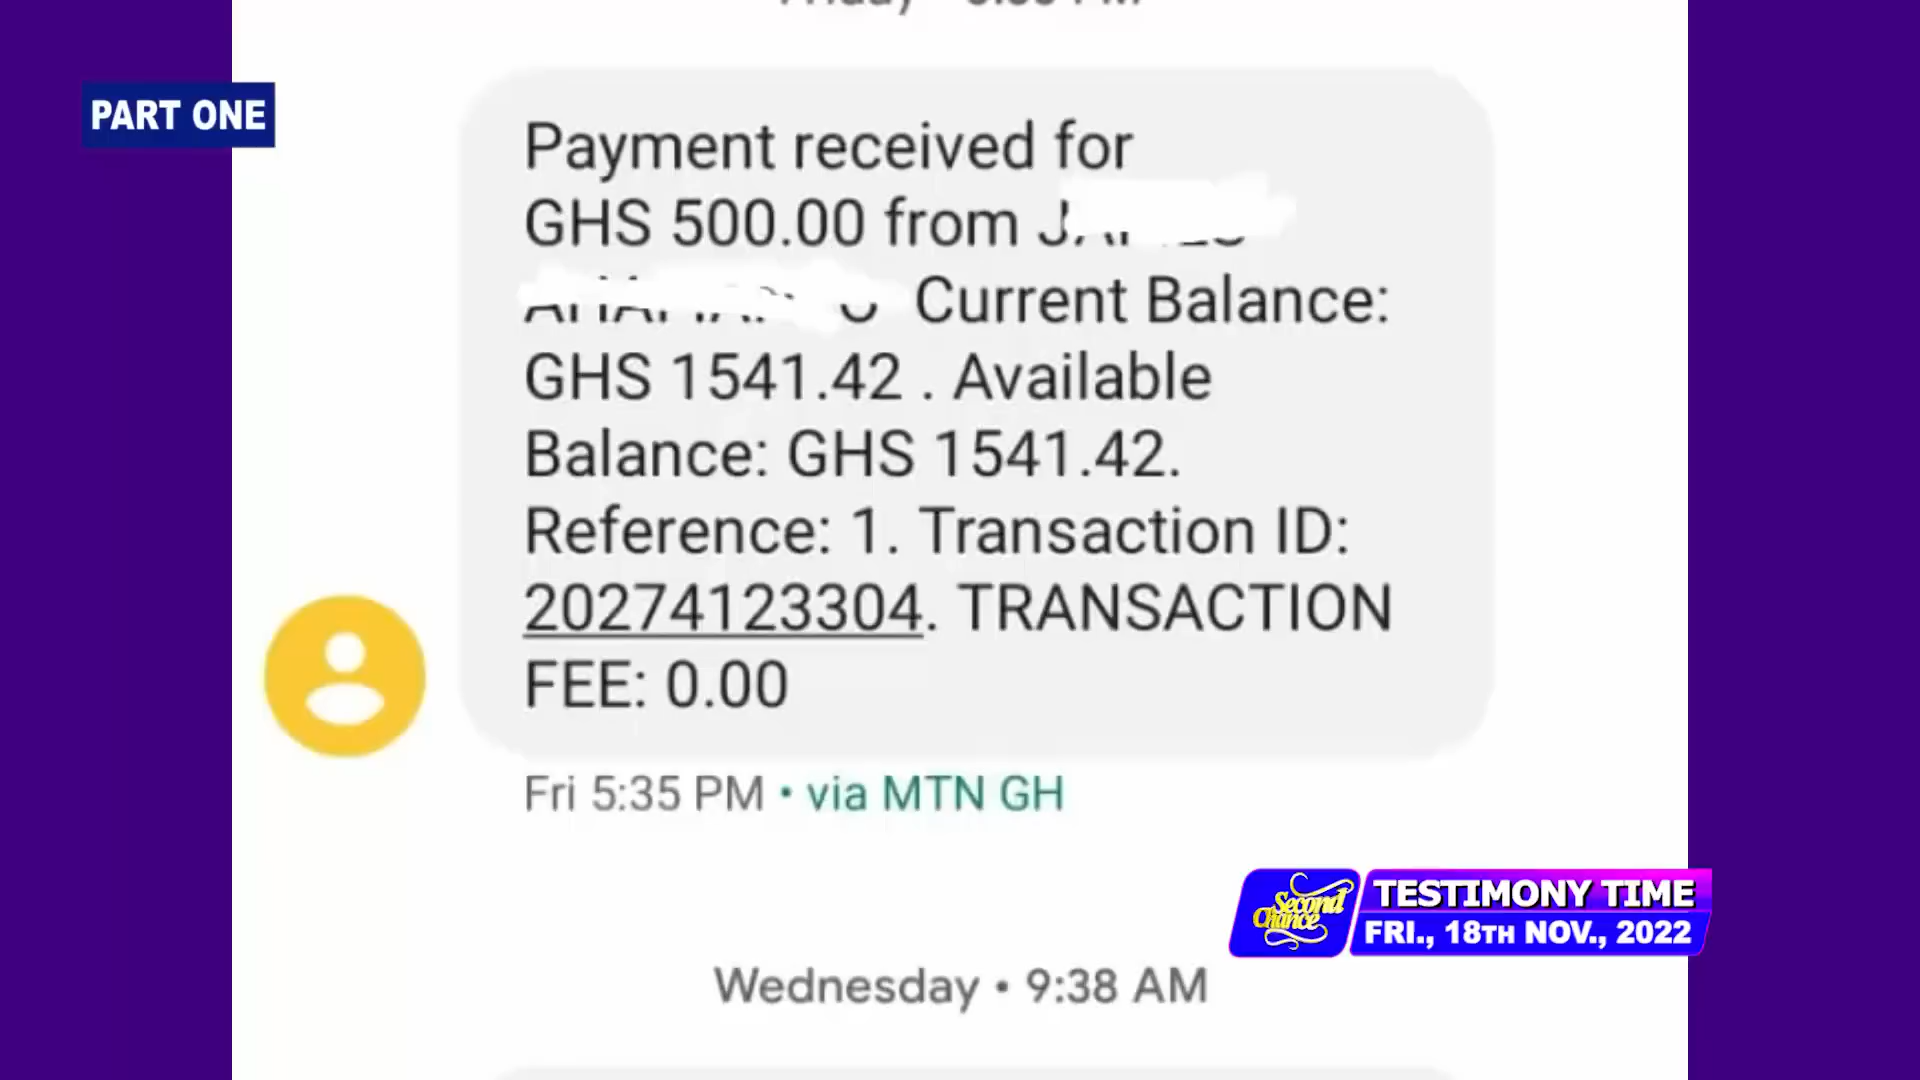 PART ONE
Payment received for
GHS 500.00 from
Current Balance:
GHS 1541.42 . Available
Balance: GHS 1541.42.
Reference: 1. Transaction ID:
20274123304. TRANSACTION
FEE: 0.00
Fri 5:35 PM • via MTN GH
Second
Chance
TESTIMONY TIME
FRI., 18TH NOV., 2022
Wednesday • 9:38 AM